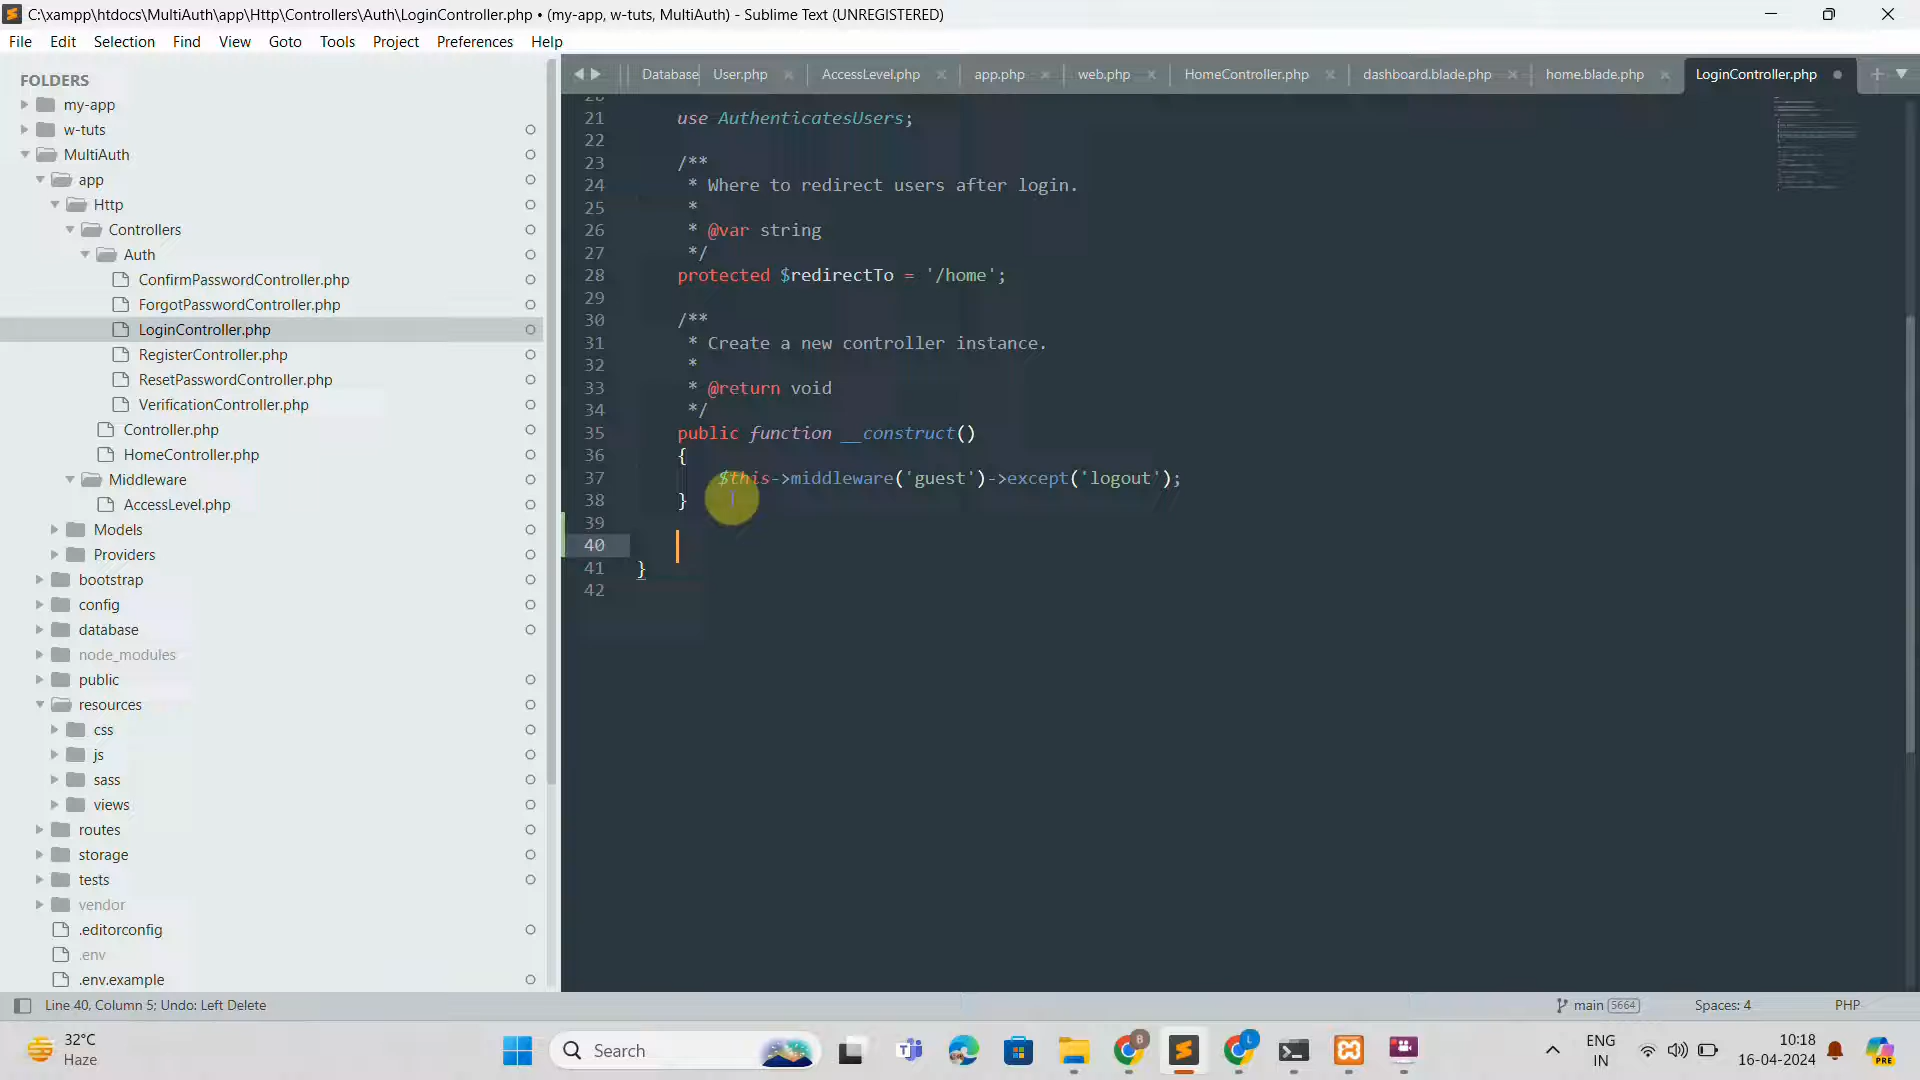 C:\xampp\htdocs\MultiAuth\app\Http\Controllers\Auth\LoginController.php • (my-app, w-tuts, MultiAuth) - Sublime Text (UNREGISTERED)
File Edit Selection Find View Goto Tools Project Preferences Help
FOLDERS
my-app
w-tuts
MultiAuth
app
Http
Controllers
Auth
ConfirmPasswordController.php
ForgotPasswordController.php
LoginController.php
RegisterController.php
ResetPasswordController.php
VerificationController.php
Controller.php
HomeController.php
Middleware
AccessLevel.php
Models
Providers
bootstrap
config
database
node_modules
public
resources
css
js
sass
views
routes
storage
tests
vendor
.editorconfig
.env
.env.example
Database User.php AccessLevel.php app.php web.php HomeController.php dashboard.blade.php home.blade.php LoginController.php
21 use AuthenticatesUsers;
22
23 /**
24 * Where to redirect users after login.
25 *
26 * @var string
27 */
28 protected $redirectTo = '/home';
29
30 /**
31 * Create a new controller instance.
32 *
33 * @return void
34 */
35 public function __construct()
36 {
37 $this->middleware('guest')->except('logout');
38 }
39
40
41 }
42
Line 40, Column 5; Undo: Left Delete main 5664 Spaces: 4 PHP
32°C
Haze
Search
ENG
IN
10:18
16-04-2024